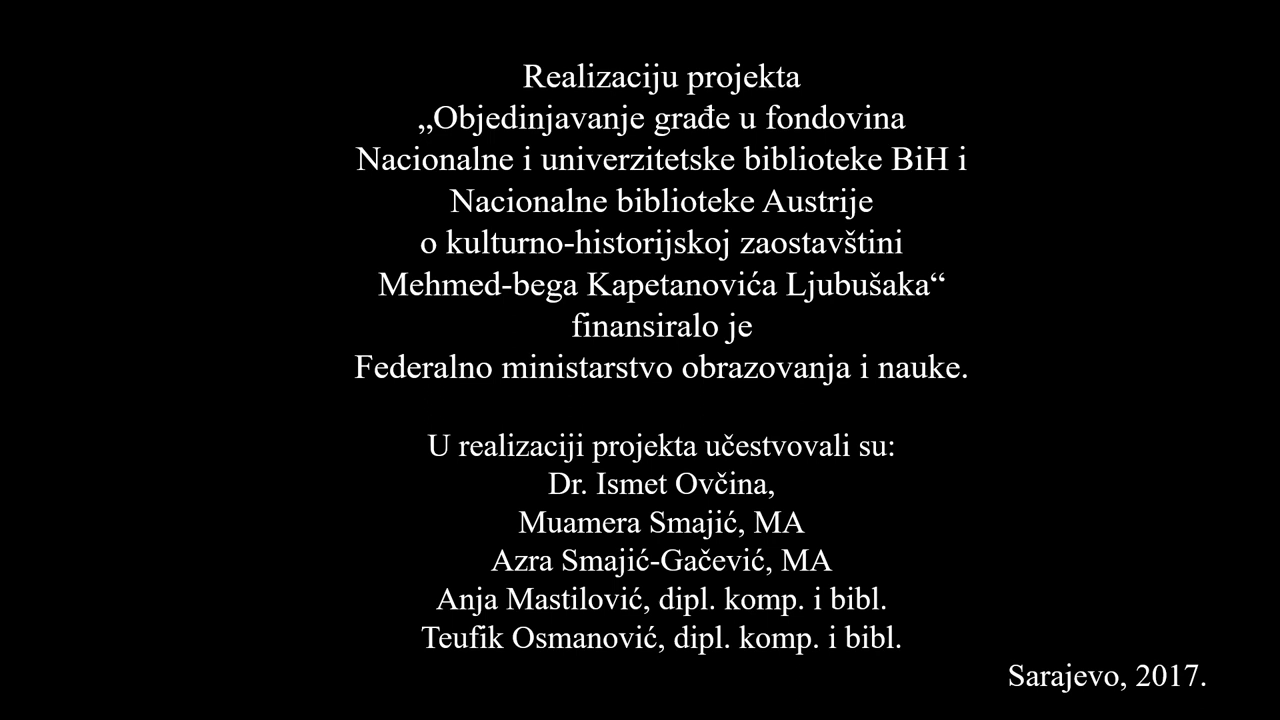 Realizaciju projekta
„Objedinjavanje građe u fondovina
Nacionalne i univerzitetske biblioteke BiH i
Nacionalne biblioteke Austrije
o kulturno-historijskoj zaostavštini
Mehmed-bega Kapetanovića Ljubušaka“
finansiralo je
Federalno ministarstvo obrazovanja i nauke.
U realizaciji projekta učestvovali su:
Dr. Ismet Ovčina,
Muamera Smajić, MA
Azra Smajić-Gačević, MA
Anja Mastilović, dipl. komp. i bibl.
Teufik Osmanović, dipl. komp. i bibl.
Sarajevo, 2017.